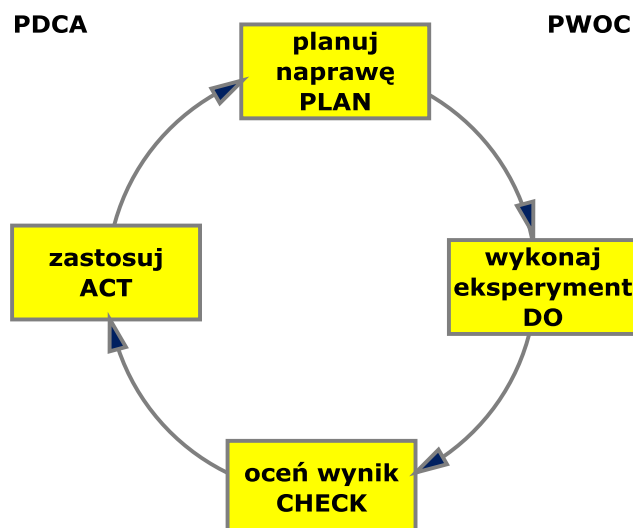 PDCA
PWOC
planuj
naprawę
PLAN
wykonaj
eksperyment
DO
zastosuj
ACT
oceń wynik
CHECK